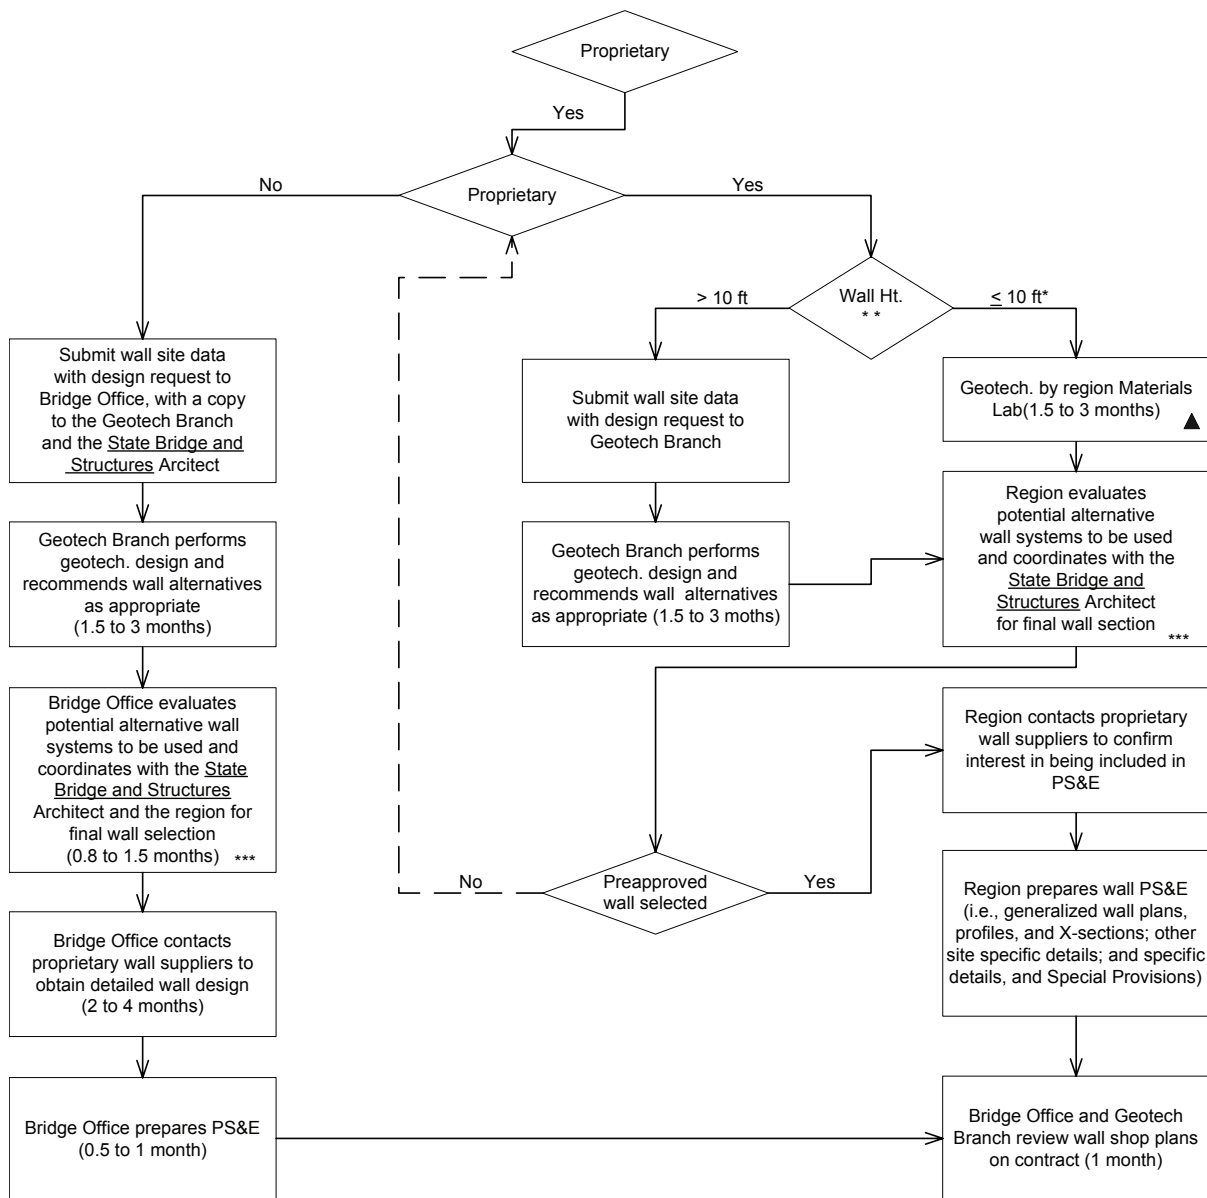 Proprietary
Yes
Proprietary
No
Yes
Wall Ht.
* *
> 10 ft
≤ 10 ft*
Submit wall site data
with design request to
Bridge Office, with a copy
to the Geotech Branch
and the State Bridge and
Structures Arcitect
Submit wall site data
with design request to
Geotech Branch
Geotech. by region Materials
Lab(1.5 to 3 months)
Geotech Branch performs
geotech. design and
recommends wall alternatives
as appropriate
(1.5 to 3 months)
Geotech Branch performs
geotech. design and
recommends wall alternatives
as appropriate (1.5 to 3 moths)
Region evaluates
potential alternative
wall systems to be used
and coordinates with the
State Bridge and
Structures Architect
for final wall section
***
Bridge Office evaluates
potential alternative wall
systems to be used and
coordinates with the State
Bridge and Structures
Architect and the region for
final wall selection
(0.8 to 1.5 months) ***
Preapproved
wall selected
No
Yes
Region contacts proprietary
wall suppliers to confirm
interest in being included in
PS&E
Bridge Office contacts
proprietary wall suppliers to
obtain detailed wall design
(2 to 4 months)
Region prepares wall PS&E
(i.e., generalized wall plans,
profiles, and X-sections; other
site specific details; and specific
details, and Special Provisions)
Bridge Office prepares PS&E
(0.5 to 1 month)
Bridge Office and Geotech
Branch review wall shop plans
on contract (1 month)